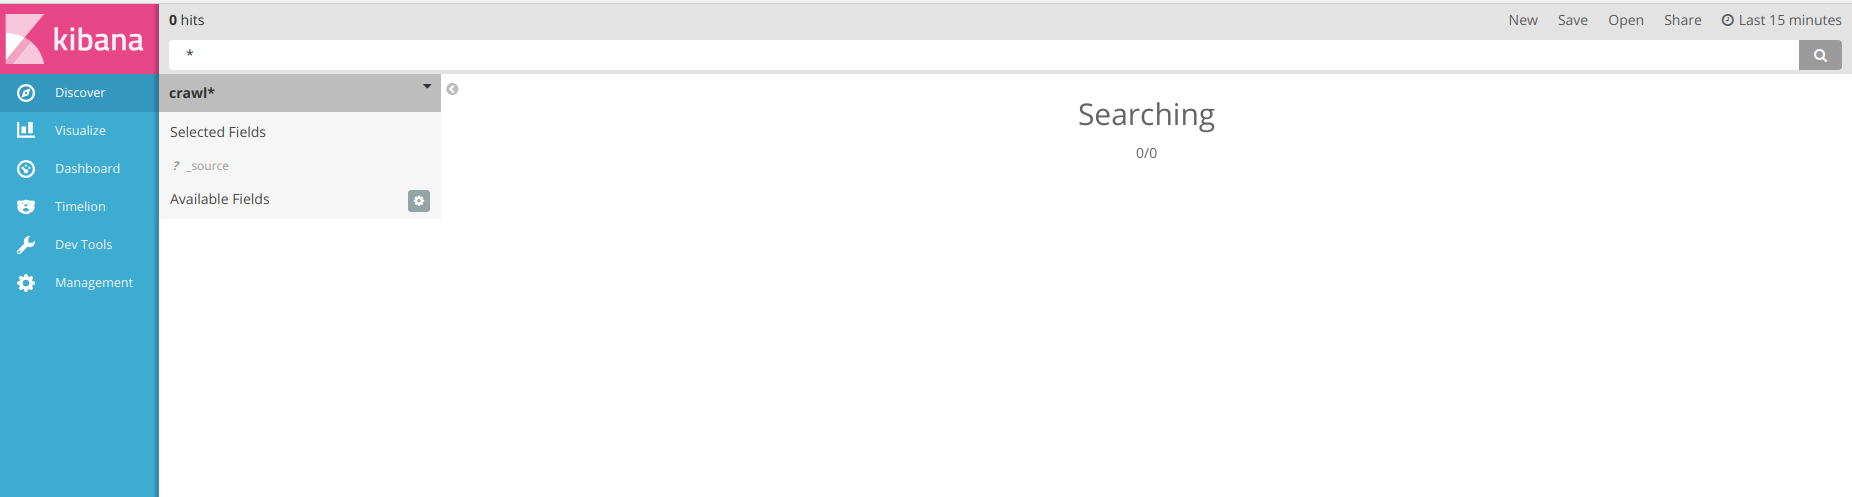 kibana
0 hits
New Save Open Share Last 15 minutes
*
Discover
Visualize
Dashboard
Timelion
Dev Tools
Management
crawl*
Selected Fields
? _source
Available Fields
Searching
0/0